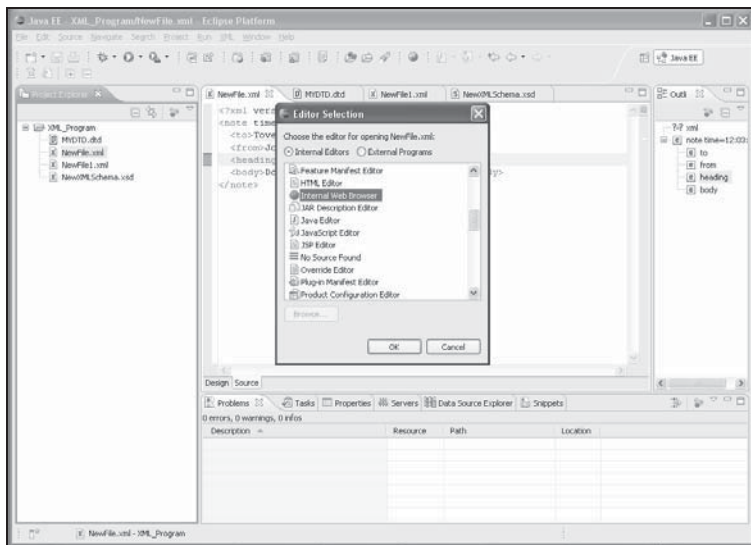 Java EE - XML_Program/NewFile.xml - Eclipse Platform
File Edit Source Navigate Search Project Run XML Window Help
Java EE
Project Explorer
XML_Program
MYDTD.dtd
NewFile.xml
NewFile1.xml
NewXMLSchema.xsd
NewFile.xml
MYDTD.dtd
NewFile1.xml
NewXMLSchema.xsd
<?xml vers
<note time
<to>Tove
<from>Jo
<heading
<body>Do
</note>
Editor Selection
Choose the editor for opening NewFile.xml:
Internal Editors External Programs
Feature Manifest Editor
HTML Editor
Internal Web Browser
JAR Description Editor
Java Editor
JavaScript Editor
JSP Editor
No Source Found
Override Editor
Plug-in Manifest Editor
Product Configuration Editor
Browse...
OK Cancel
Design Source
Outli
?-? xml
note time=12:03:
to
from
heading
body
Problems Tasks Properties Servers Data Source Explorer Snippets
0 errors, 0 warnings, 0 infos
Description Resource Path Location
NewFile.xml - XML_Program